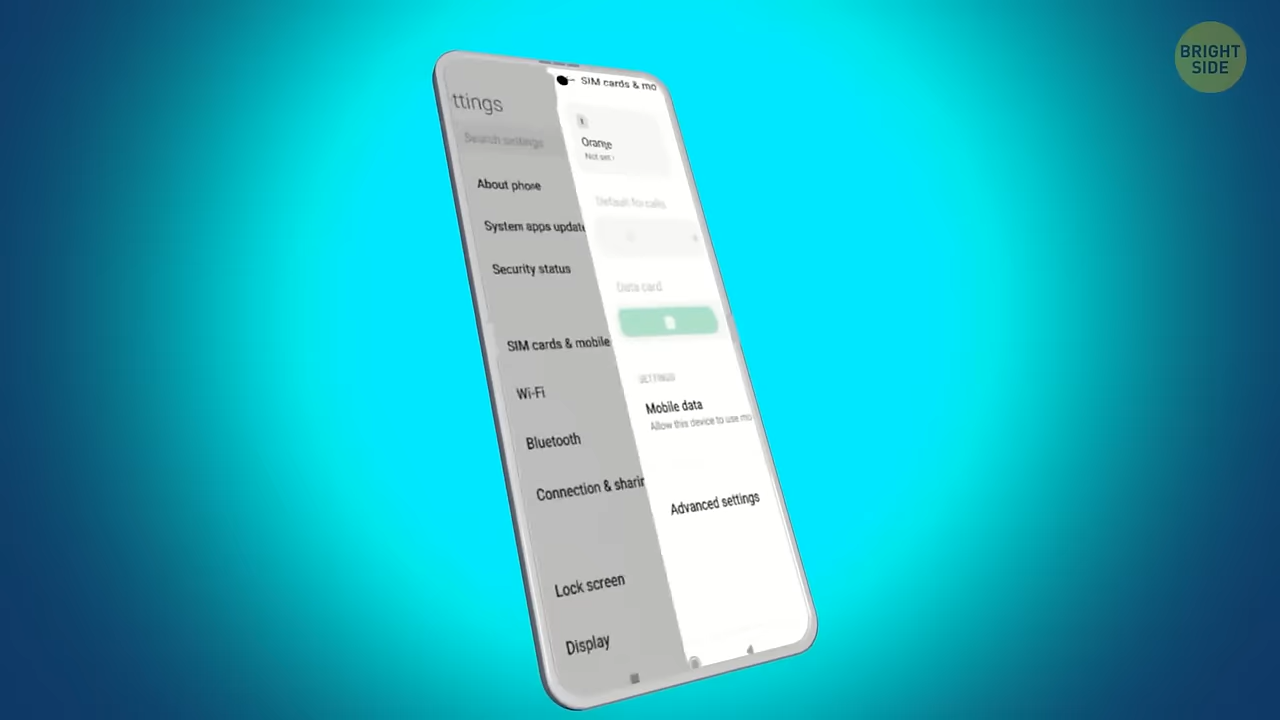 BRIGHT
SIDE
ttings
Search settings
About phone
System apps update
Security status
SIM cards & mobile
Wi-Fi
Bluetooth
Connection & sharin
Lock screen
Display
SIM cards & mo
Orange
Not set
Default for calls
Data card
SETTINGS
Mobile data
Allow this device to use mo
Advanced settings